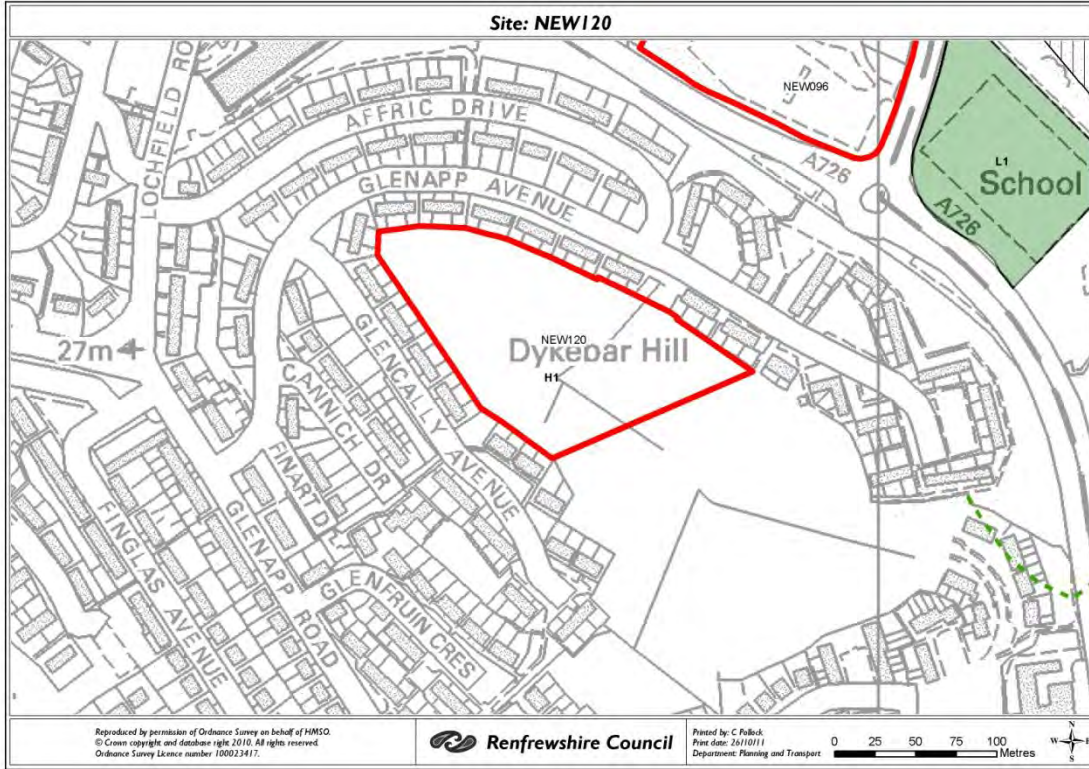 Site: NEW120
NEW096
LOCHFIELD RO
AFFRIC DRIVE
GLENAPP AVENUE
A726
L1
School
A726
27m
NEW120
Dykebar Hill
H1
GLENCALLY
AVENUE
CANNICH DR
FINART D
FINGLAS AVENUE
GLENAPP
ROAD
GLENRUIN CRES
Reproduced by permission of Ordnance Survey on behalf of HMSO.
© Crown copyright and database right 2010. All rights reserved.
Ordnance Survey Licence number 100023417.
Renfrewshire Council
Printed by: C Pollock
Print date: 26/10/11
Department: Planning and Transport
0 25 50 75 100
Metres
N
W E
S